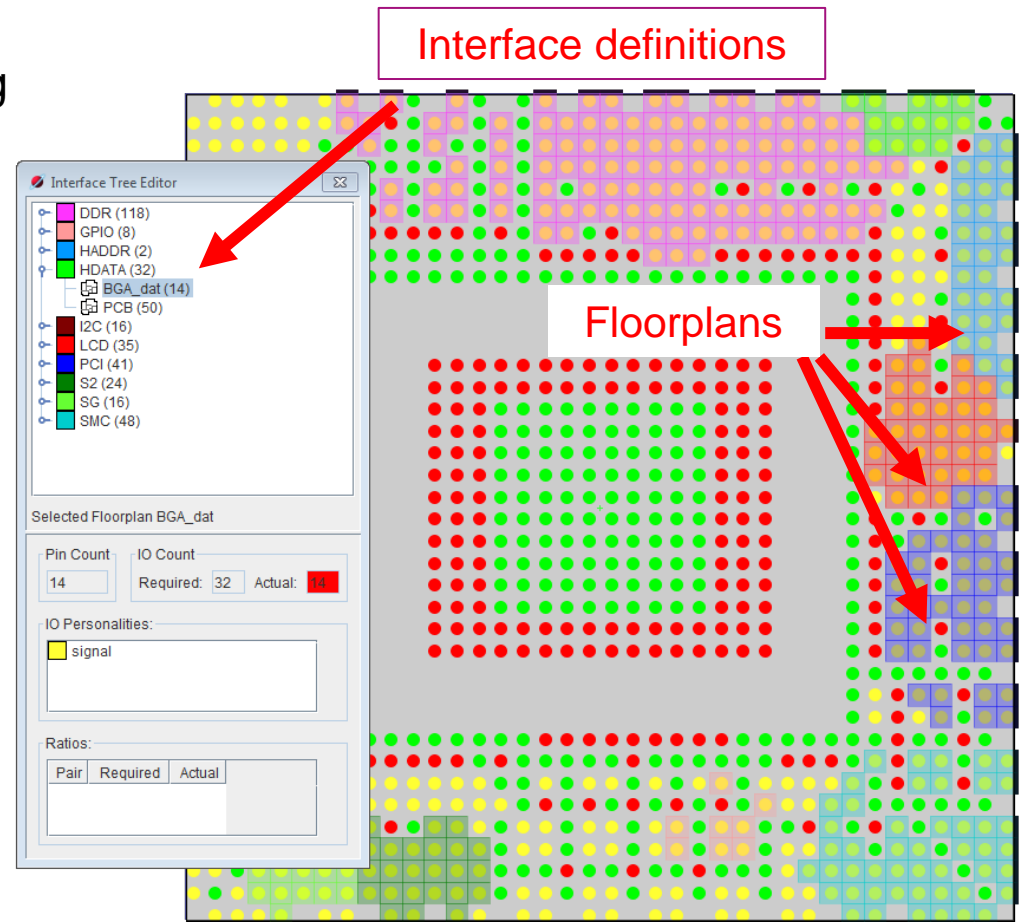 Interface definitions
g
Interface Tree Editor
DDR (118)
GPIO (8)
HADDR (2)
HDATA (32)
BGA_dat (14)
PCB (50)
I2C (16)
LCD (35)
PCI (41)
S2 (24)
SG (16)
SMC (48)
Floorplans
Selected Floorplan BGA_dat
Pin Count IO Count
14 Required: 32 Actual: 14
IO Personalities:
signal
Ratios:
Pair Required Actual